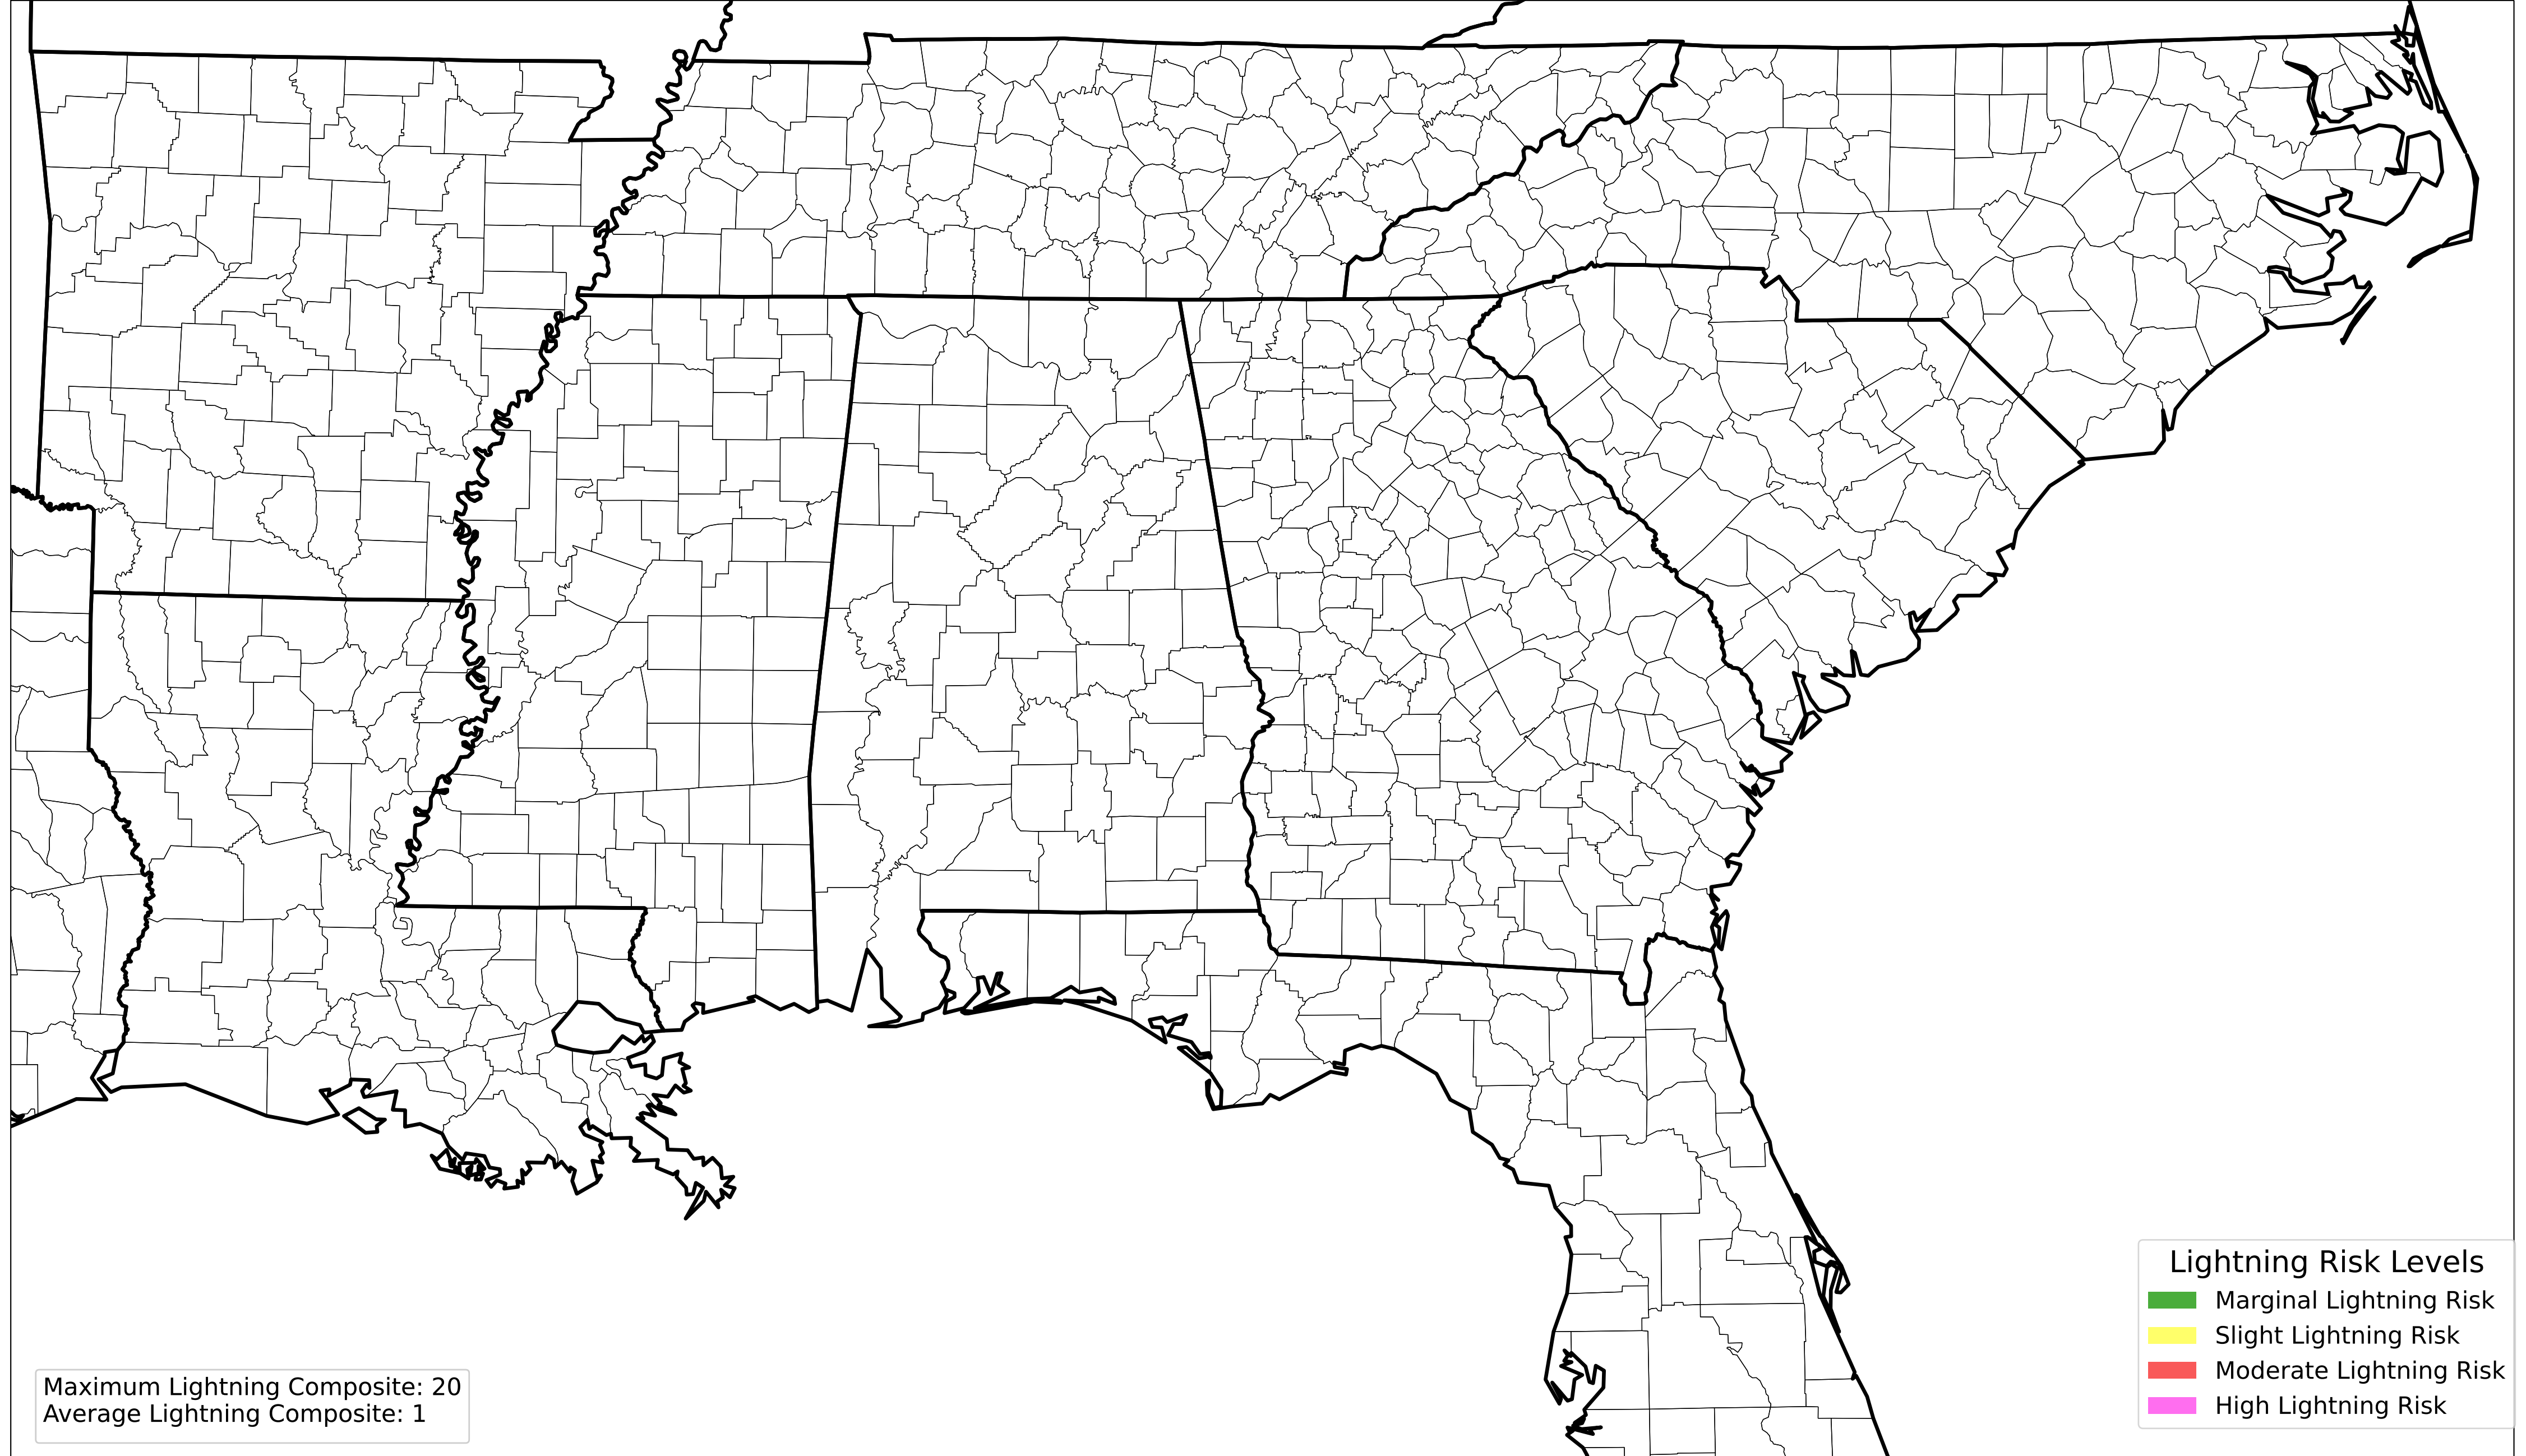 Lightning Risk Levels
Marginal Lightning Risk
Slight Lightning Risk
Moderate Lightning Risk
High Lightning Risk
Maximum Lightning Composite: 20
Average Lightning Composite: 1